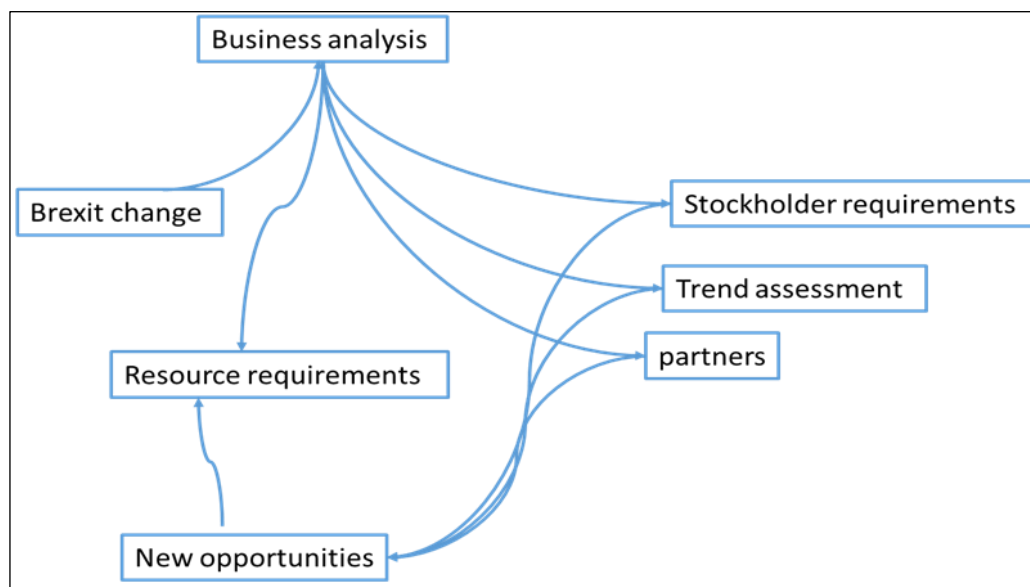 Business analysis
Brexit change
Stockholder requirements
Trend assessment
partners
Resource requirements
New opportunities